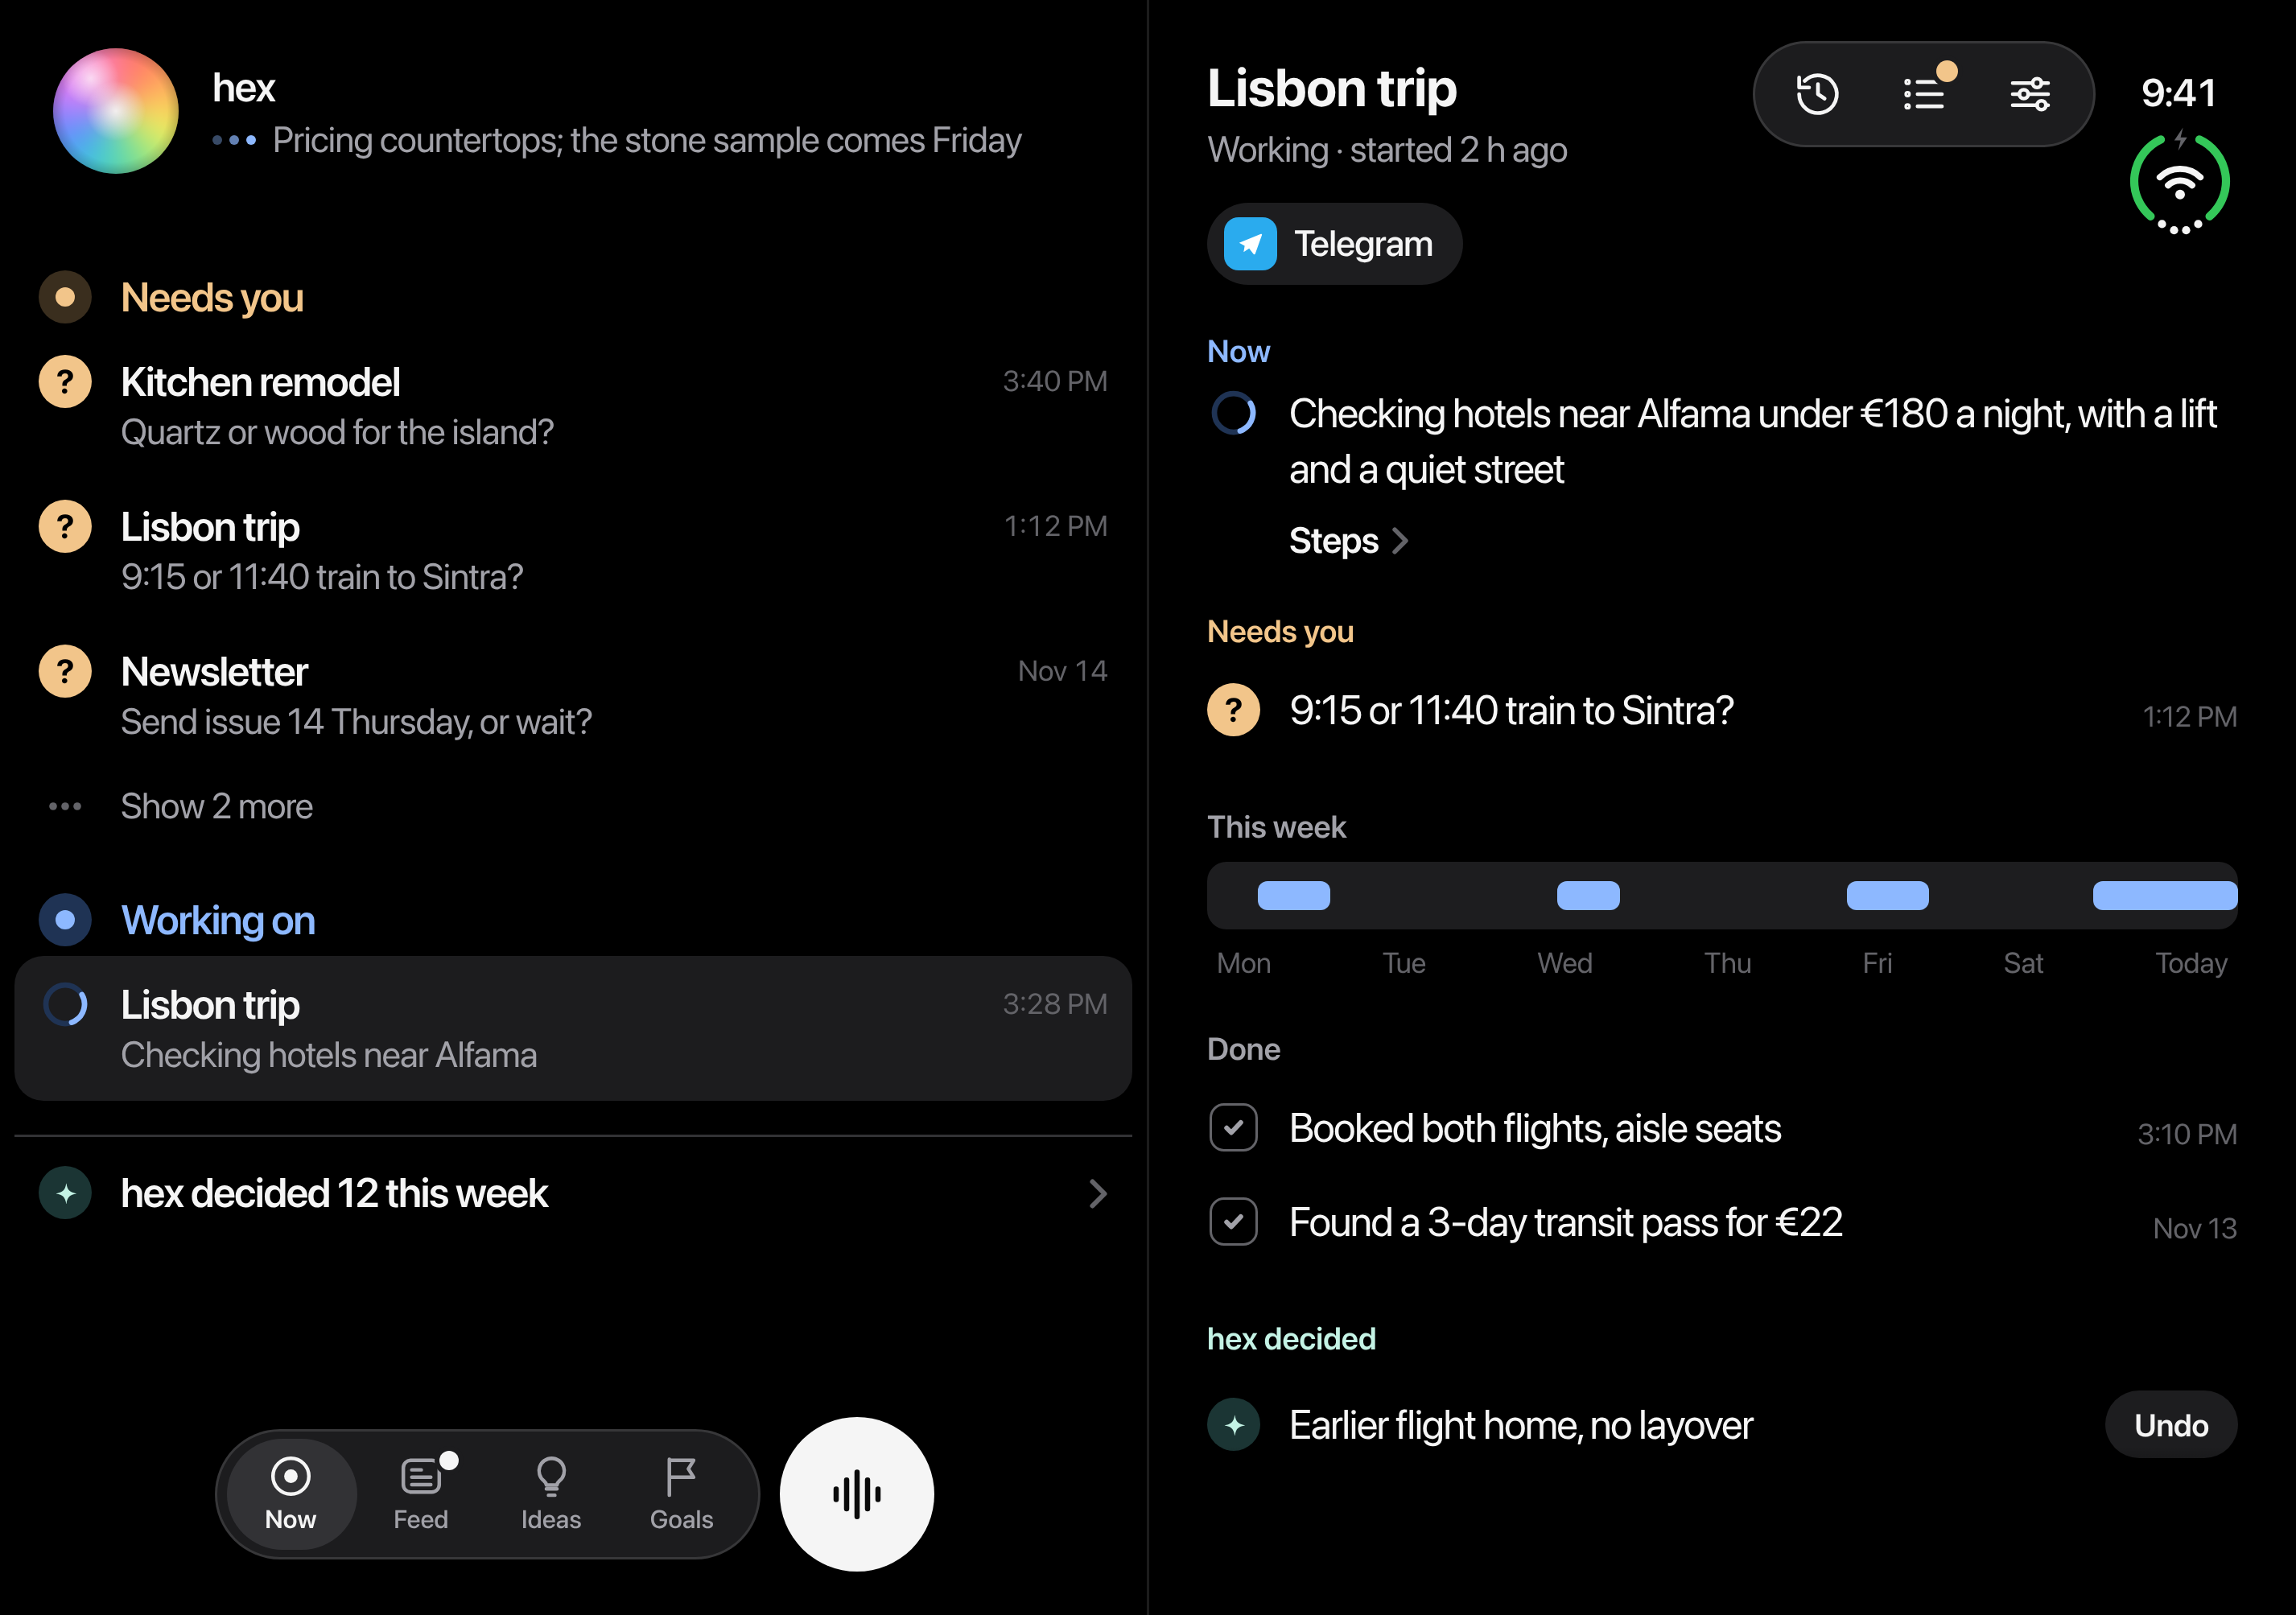 hex
Pricing countertops; the stone sample comes Friday
Needs you
?
Kitchen remodel
3:40 PM
Quartz or wood for the island?
?
Lisbon trip
1:12 PM
9:15 or 11:40 train to Sintra?
?
Newsletter
Nov 14
Send issue 14 Thursday, or wait?
Show 2 more
Working on
Lisbon trip
3:28 PM
Checking hotels near Alfama
hex decided 12 this week
Now
Feed
Ideas
Goals
Lisbon trip
9:41
Working · started 2 h ago
Telegram
Now
Checking hotels near Alfama under €180 a night, with a lift
and a quiet street
Steps
Needs you
?
9:15 or 11:40 train to Sintra?
1:12 PM
This week
Mon Tue Wed Thu Fri Sat Today
Done
Booked both flights, aisle seats
3:10 PM
Found a 3-day transit pass for €22
Nov 13
hex decided
Earlier flight home, no layover
Undo